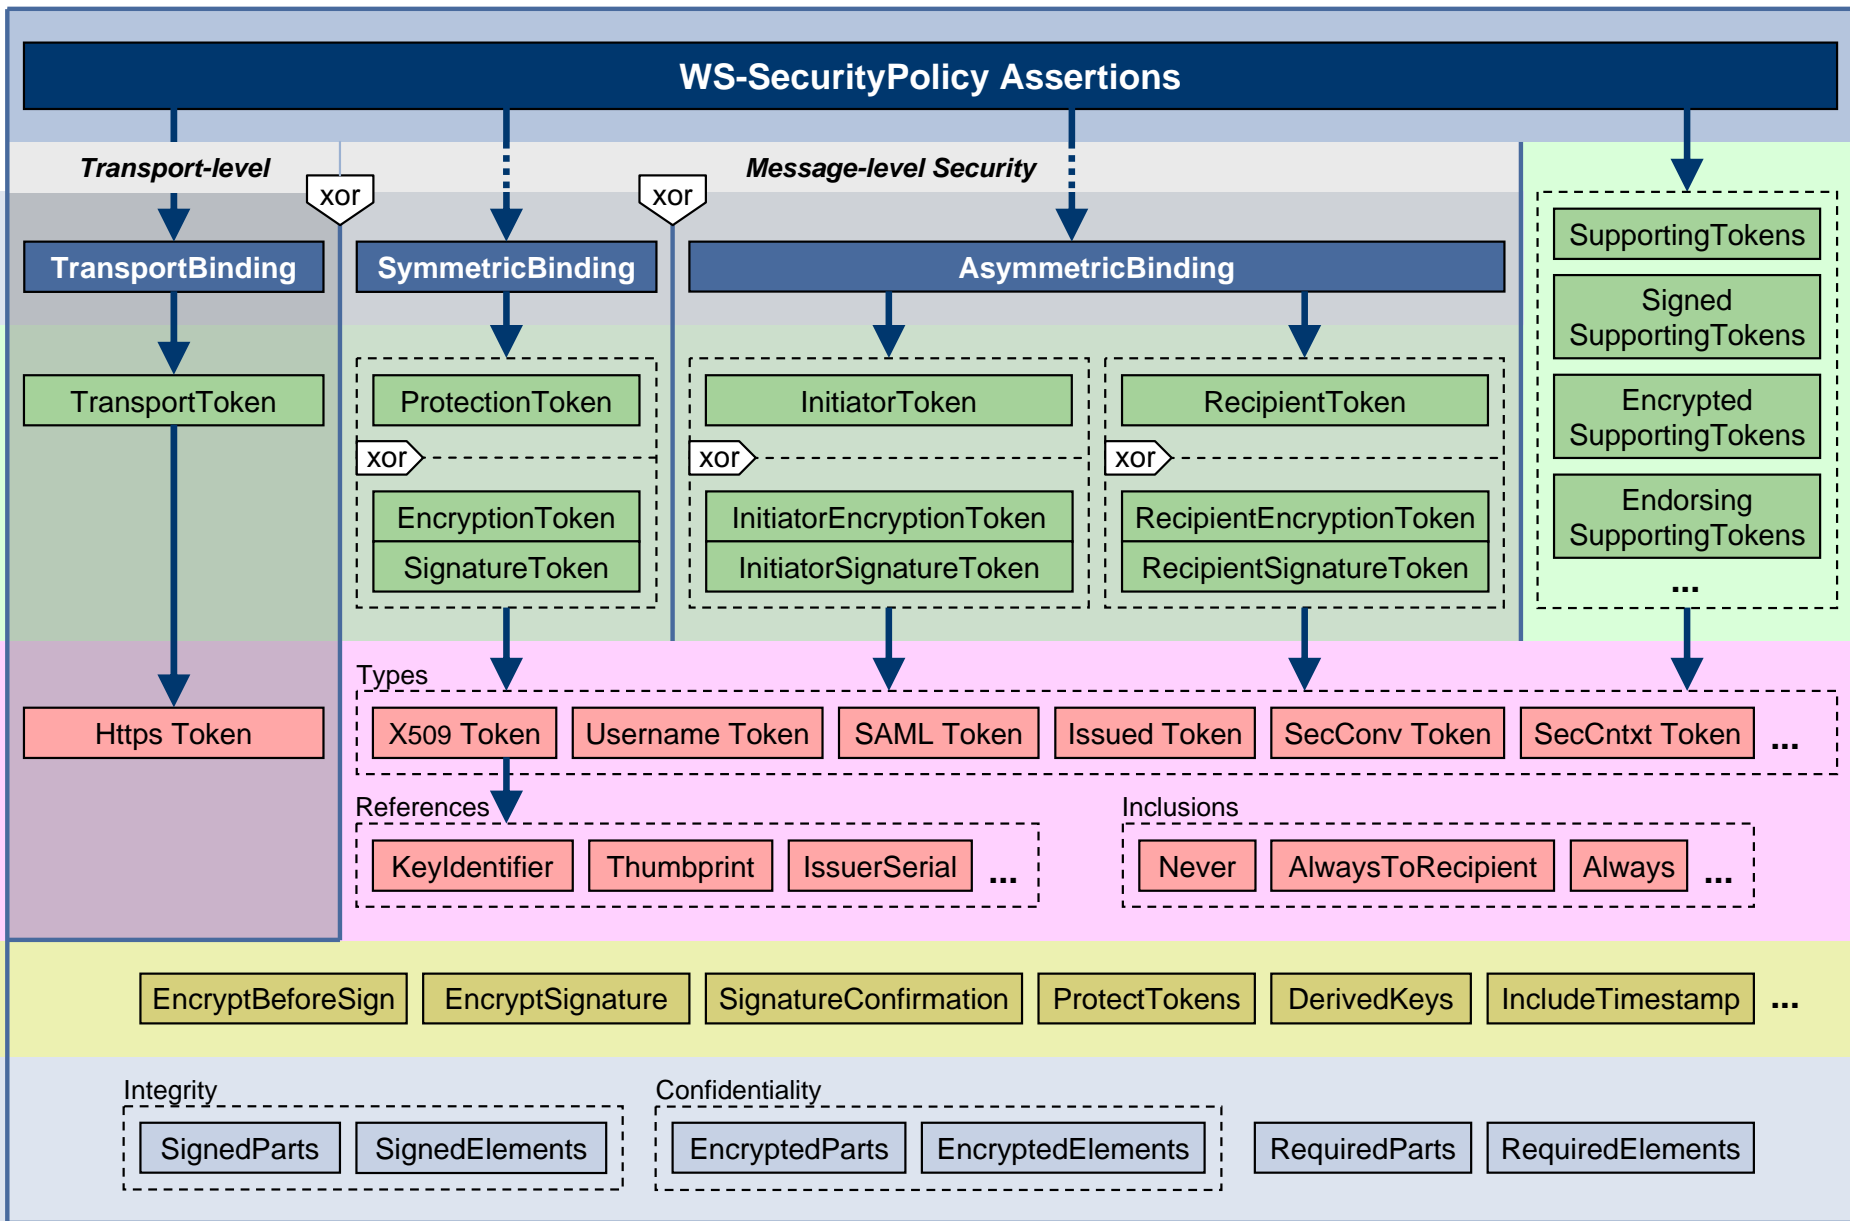 WS-SecurityPolicy Assertions
Transport-level
Message-level Security
xor
xor
TransportBinding
SymmetricBinding
AsymmetricBinding
SupportingTokens
Signed
SupportingTokens
Encrypted
SupportingTokens
Endorsing
SupportingTokens
...
TransportToken
ProtectionToken
InitiatorToken
RecipientToken
xor
xor
xor
EncryptionToken
InitiatorEncryptionToken
RecipientEncryptionToken
SignatureToken
InitiatorSignatureToken
RecipientSignatureToken
Types
Https Token
X509 Token
Username Token
SAML Token
Issued Token
SecConv Token
SecCntxt Token
...
References
Inclusions
KeyIdentifier
Thumbprint
IssuerSerial
...
Never
AlwaysToRecipient
Always
...
EncryptBeforeSign
EncryptSignature
SignatureConfirmation
ProtectTokens
DerivedKeys
IncludeTimestamp
...
Integrity
Confidentiality
SignedParts
SignedElements
EncryptedParts
EncryptedElements
RequiredParts
RequiredElements